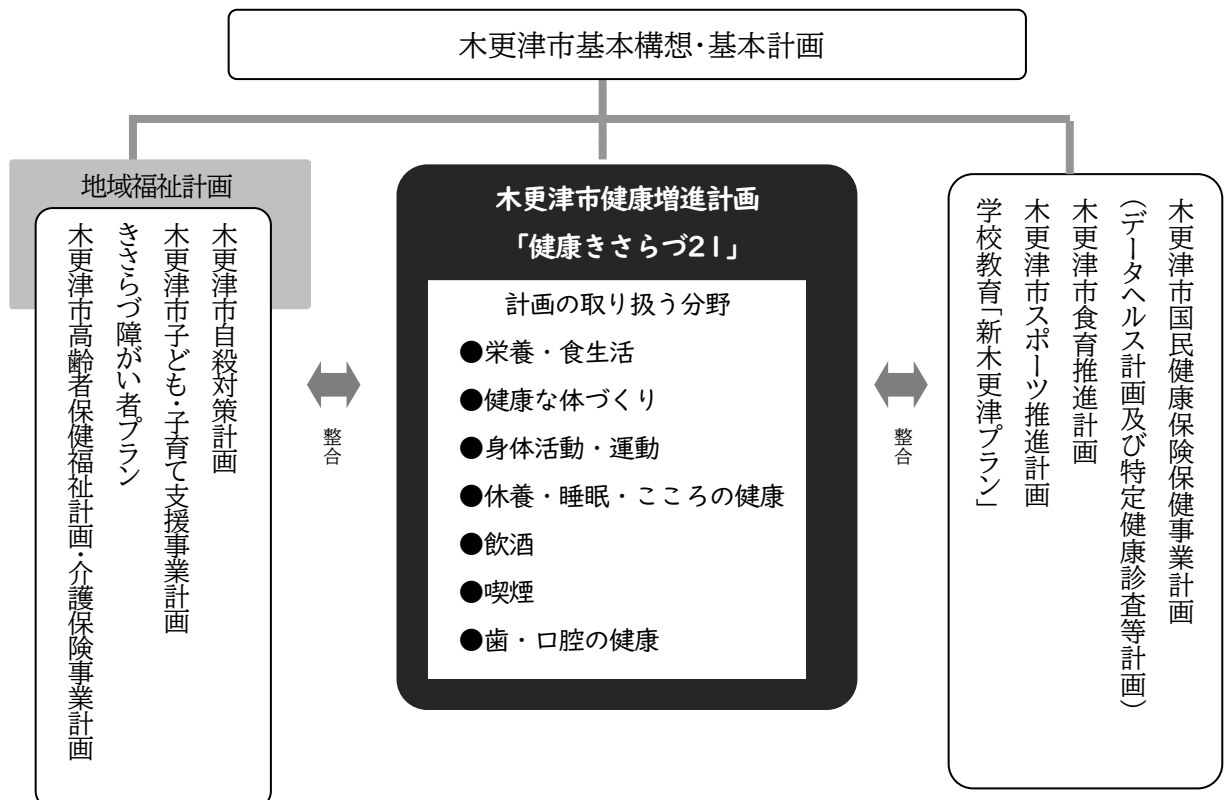 木更津市基本構想・基本計画
地域福祉計画
木更津市自殺対策計画
木更津市子ども・子育て支援事業計画
きさらづ障がい者プラン
木更津市高齢者保健福祉計画・介護保険事業計画
整合
木更津市健康増進計画
「健康きさらづ21」
計画の取り扱う分野
●栄養・食生活
●健康な体づくり
●身体活動・運動
●休養・睡眠・こころの健康
●飲酒
●喫煙
●歯・口腔の健康
整合
木更津市国民健康保険保健事業計画
(データヘルス計画及び特定健康診査等計画)
木更津市食育推進計画
木更津市スポーツ推進計画
学校教育「新木更津プラン」